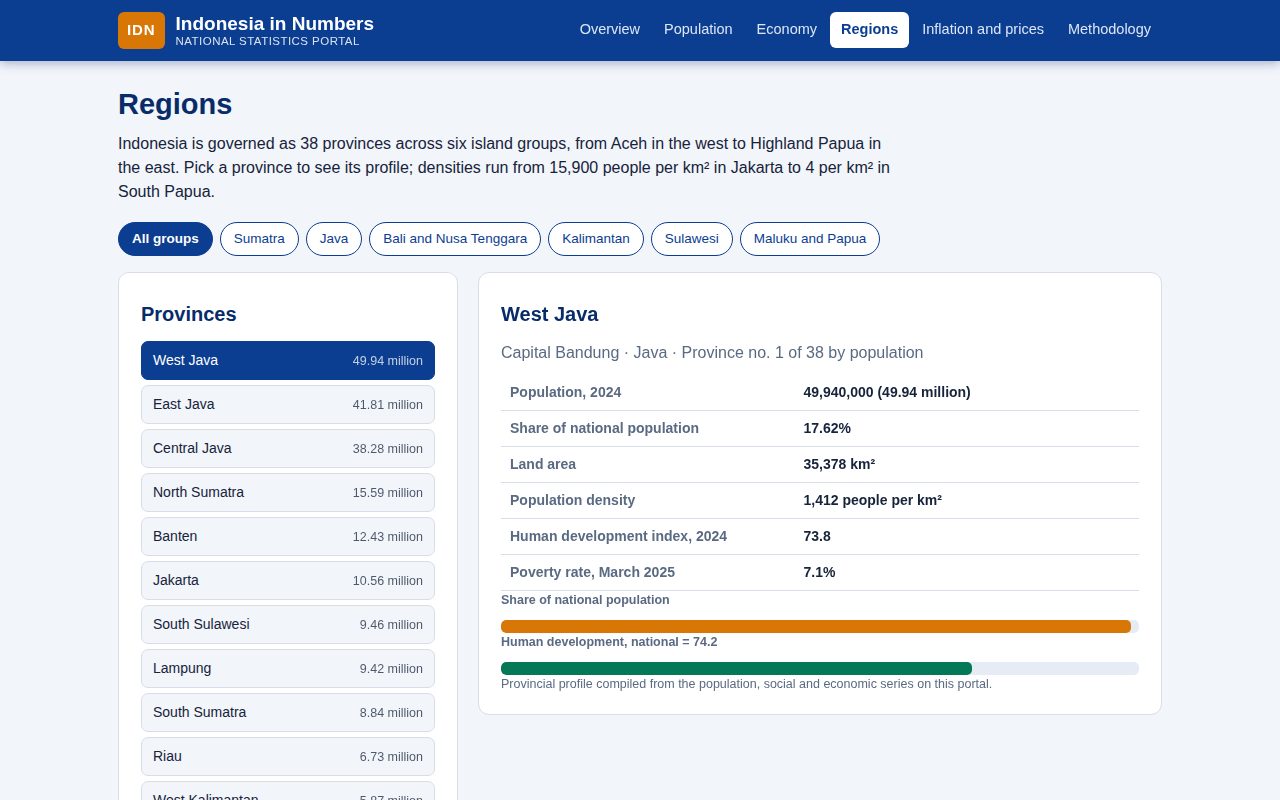 IDN
Indonesia in Numbers
NATIONAL STATISTICS PORTAL
Overview
Population
Economy
Regions
Inflation and prices
Methodology
Regions
Indonesia is governed as 38 provinces across six island groups, from Aceh in the west to Highland Papua in
the east. Pick a province to see its profile; densities run from 15,900 people per km² in Jakarta to 4 per km² in
South Papua.
All groups
Sumatra
Java
Bali and Nusa Tenggara
Kalimantan
Sulawesi
Maluku and Papua
Provinces
West Java 49.94 million
East Java 41.81 million
Central Java 38.28 million
North Sumatra 15.59 million
Banten 12.43 million
Jakarta 10.56 million
South Sulawesi 9.46 million
Lampung 9.42 million
South Sumatra 8.84 million
Riau 6.73 million
West Kalimantan 5.87 million
West Java
Capital Bandung · Java · Province no. 1 of 38 by population
Population, 2024 49,940,000 (49.94 million)
Share of national population 17.62%
Land area 35,378 km²
Population density 1,412 people per km²
Human development index, 2024 73.8
Poverty rate, March 2025 7.1%
Share of national population
Human development, national = 74.2
Provincial profile compiled from the population, social and economic series on this portal.